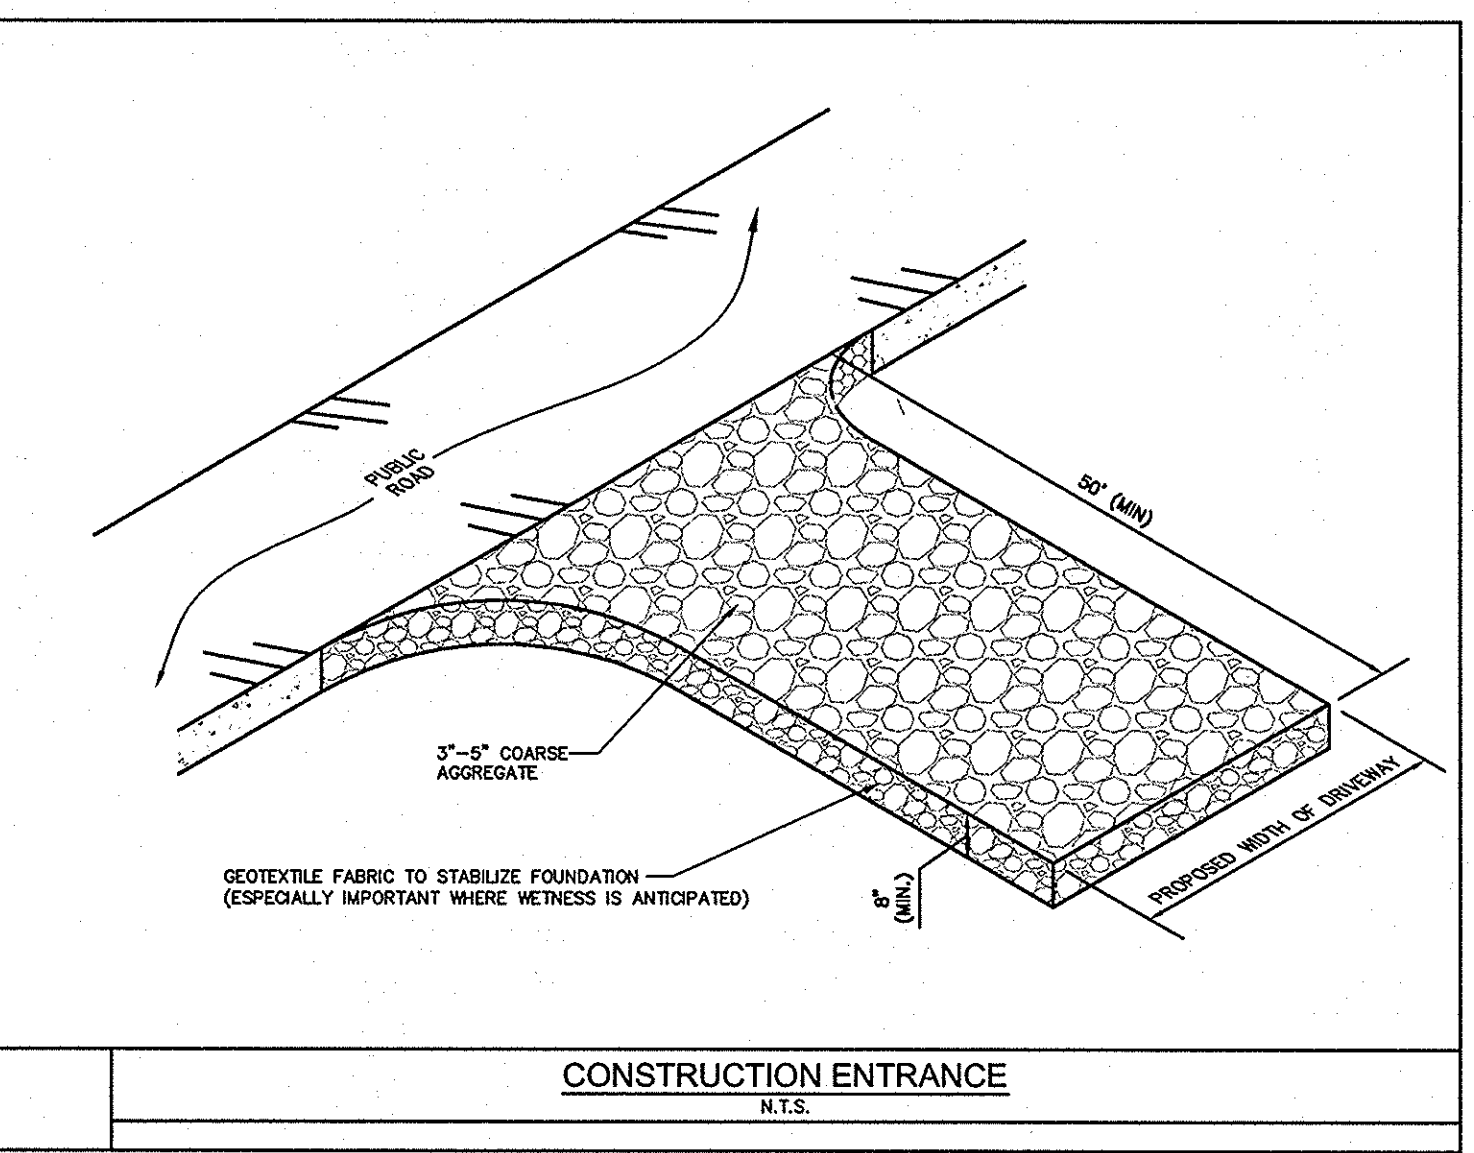 PUBLIC
ROAD
50' (MIN)
3"-5" COARSE
AGGREGATE
GEOTEXTILE FABRIC TO STABILIZE FOUNDATION
(ESPECIALLY IMPORTANT WHERE WETNESS IS ANTICIPATED)
8"
(MIN.)
PROPOSED WIDTH OF DRIVEWAY
CONSTRUCTION ENTRANCE
N.T.S.